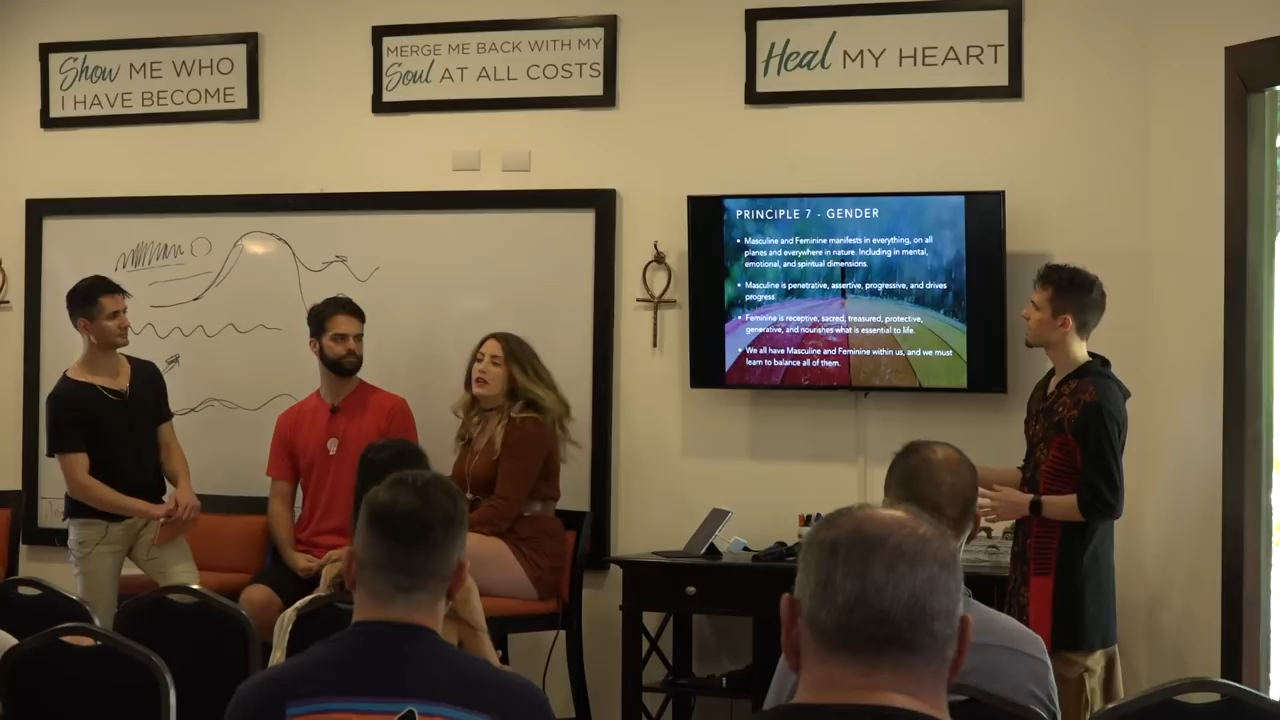 Show ME WHO
I HAVE BECOME
MERGE ME BACK WITH MY
Soul AT ALL COSTS
Heal MY HEART
PRINCIPLE 7 - GENDER
• Masculine and Feminine manifests in everything, on all
planes and everywhere in nature. Including in mental,
emotional, and spiritual dimensions.
• Masculine is penetrative, assertive, progressive, and drives
progress.
• Feminine is receptive, sacred, treasured, protective,
generative, and nourishes what is essential to life.
• We all have Masculine and Feminine within us, and we must
learn to balance all of them.